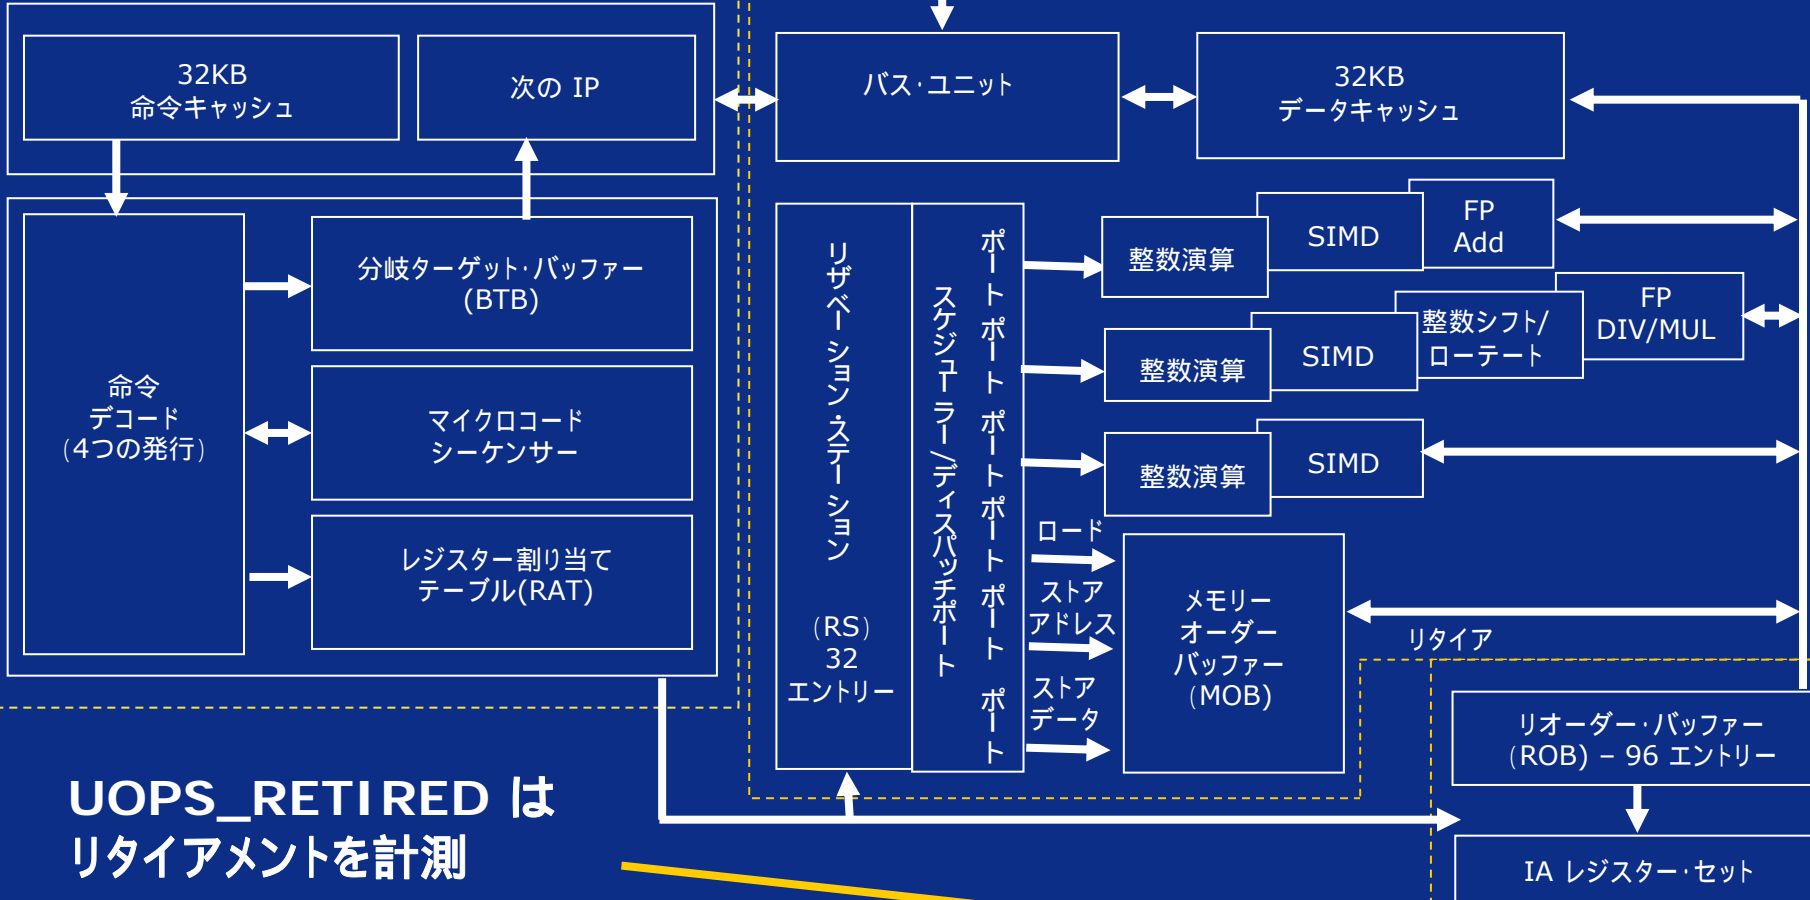 32KB
命令キャッシュ
次の IP
バス・ユニット
32KB
データキャッシュ
命令
デコード
(4つの発行)
分岐ターゲット・バッファー
(BTB)
マイクロコード
シーケンサー
レジスター割り当て
テーブル(RAT)
リザベーション・ステーション
(RS)
32
エントリー
スケジューラー/ディスパッチポート
ポート
ポート
ポート
ポート
ポート
ポート
整数演算
SIMD
FP
Add
整数演算
SIMD
整数シフト/
ローテート
FP
DIV/MUL
整数演算
SIMD
ロード
ストア
アドレス
ストア
データ
メモリー
オーダー
バッファー
(MOB)
リタイア
リオーダー・バッファー
(ROB) – 96 エントリー
IA レジスター・セット
UOPS_RETIRED は
リタイアメントを計測